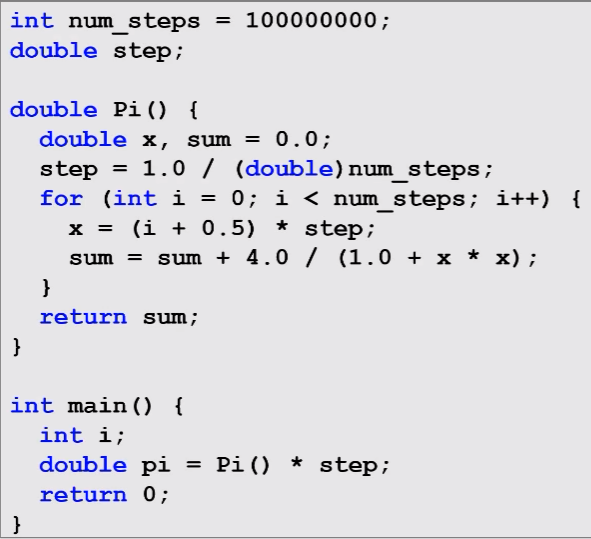 int num_steps = 100000000;
double step;

double Pi() {
  double x, sum = 0.0;
  step = 1.0 / (double)num_steps;
  for (int i = 0; i < num_steps; i++) {
    x = (i + 0.5) * step;
    sum = sum + 4.0 / (1.0 + x * x);
  }
  return sum;
}

int main() {
  int i;
  double pi = Pi() * step;
  return 0;
}